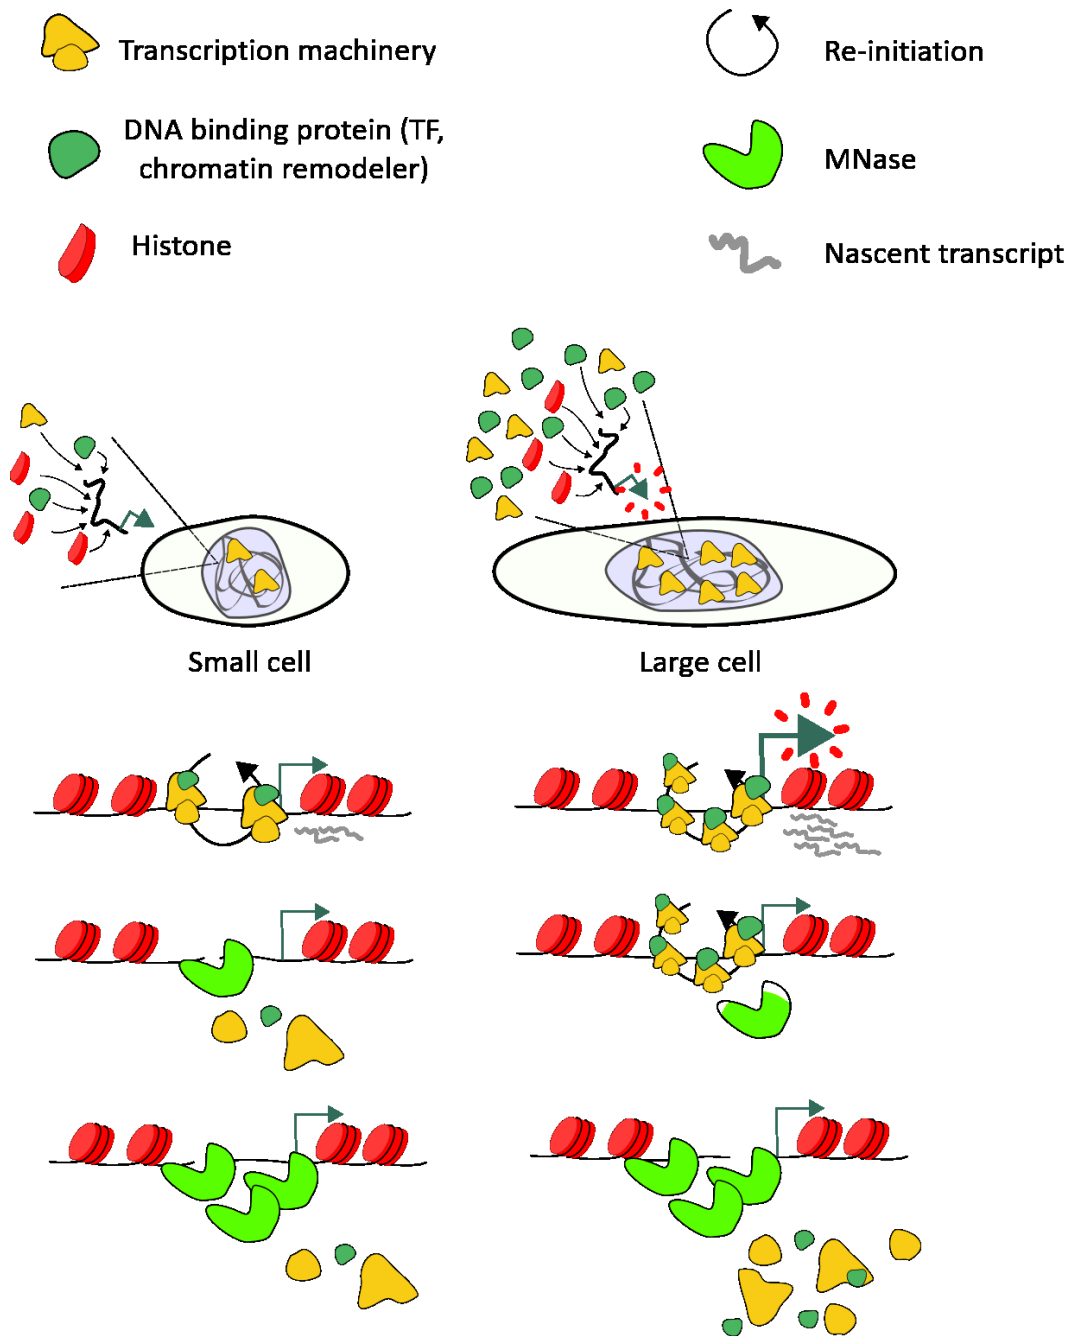 Transcription machinery
Re-initiation
DNA binding protein (TF,
chromatin remodeler)
MNase
Histone
Nascent transcript
Small cell
Large cell